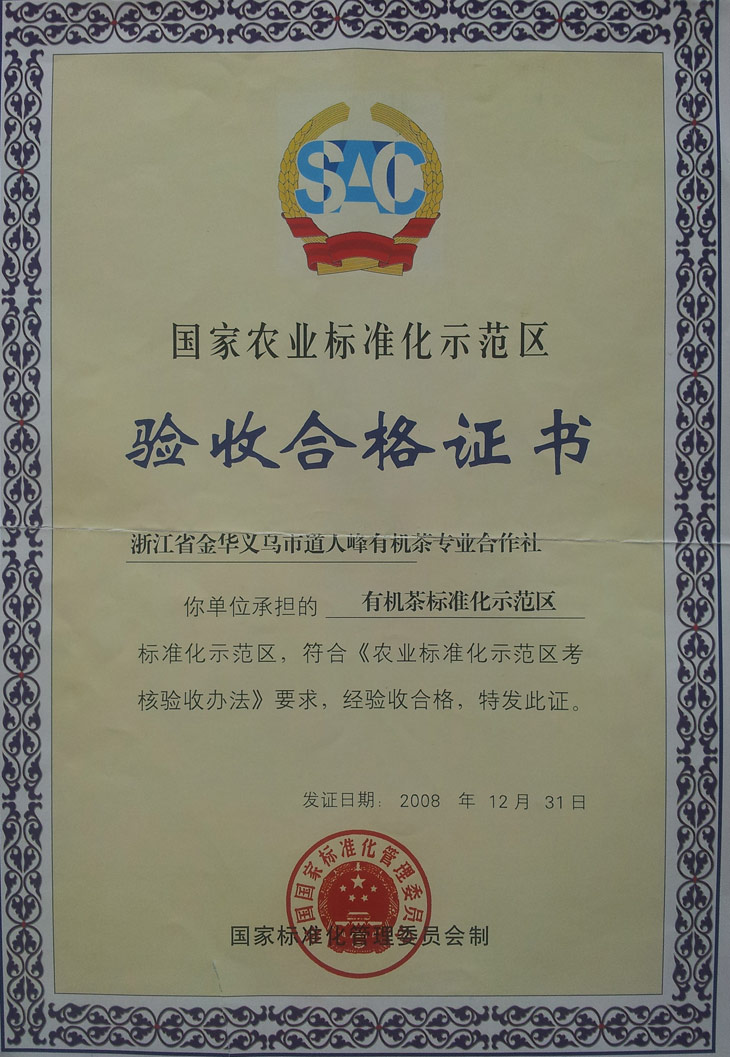 SAC
国家农业标准化示范区
验收合格证书
浙江省金华义乌市道人峰有机茶专业合作社
你单位承担的 有机茶标准化示范区
标准化示范区，符合《农业标准化示范区考
核验收办法》要求，经验收合格，特发此证。
发证日期：2008 年 12月 31日
国国家标准化管理委员
国家标准化管理委员会制